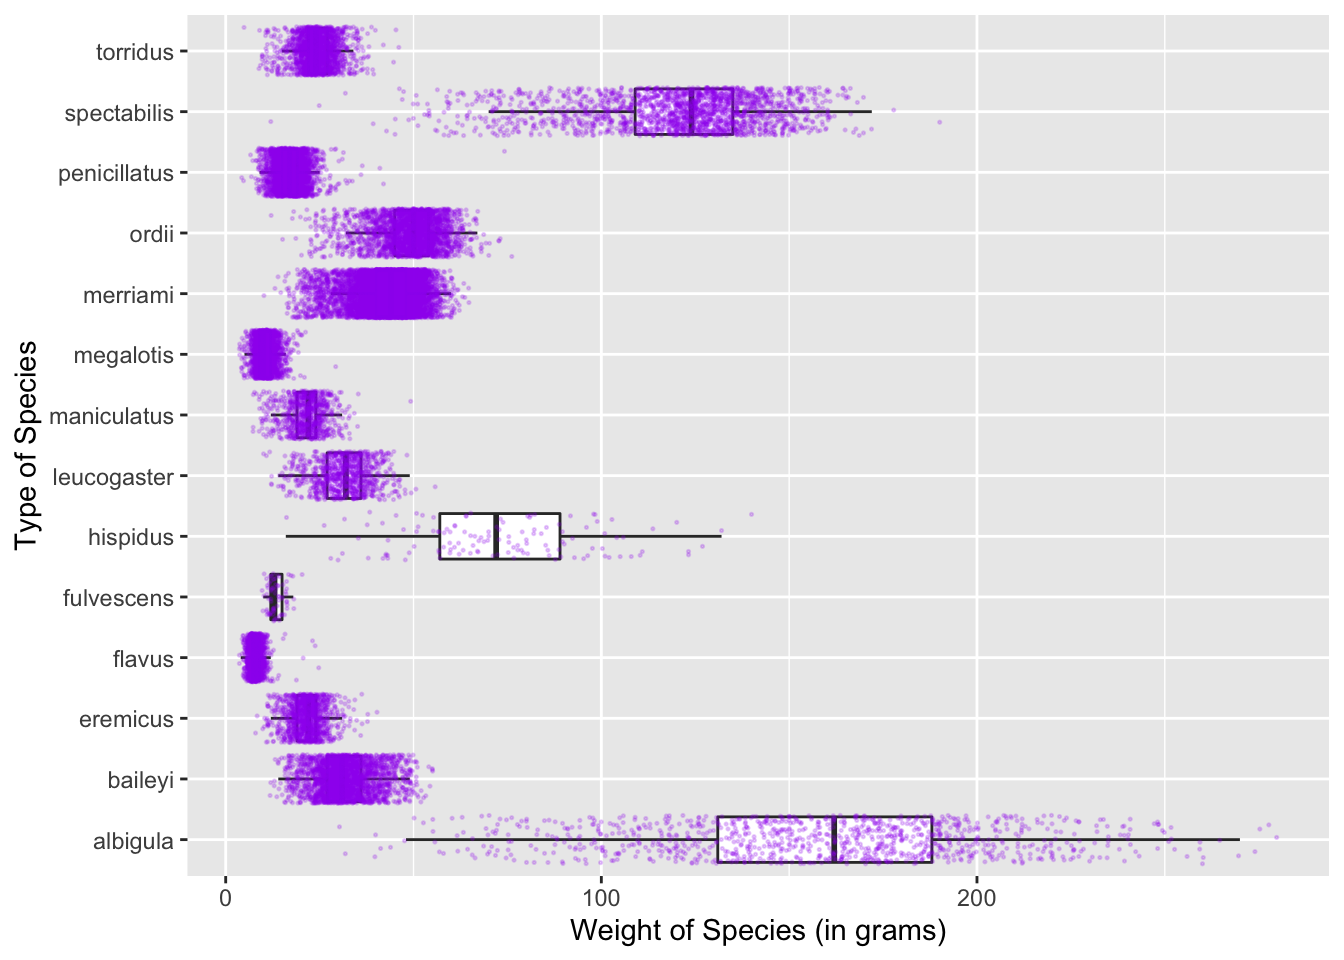 torridus
spectabilis
penicillatus
ordii
merriami
megalotis
maniculatus
leucogaster
hispidus
fulvescens
flavus
eremicus
baileyi
albigula
Type of Species
0 100 200
Weight of Species (in grams)